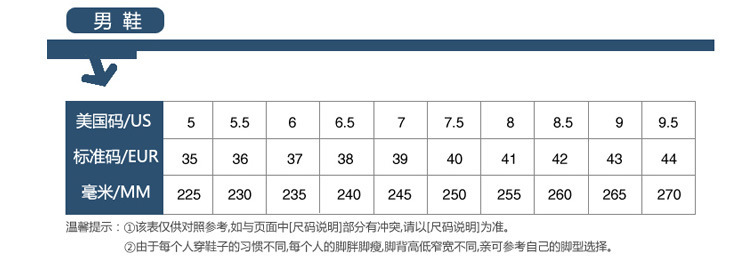 男 鞋
美国码/US 5 5.5 6 6.5 7 7.5 8 8.5 9 9.5
标准码/EUR 35 36 37 38 39 40 41 42 43 44
毫米/MM 225 230 235 240 245 250 255 260 265 270
温馨提示：①该表仅供对照参考,如与页面中[尺码说明]部分有冲突,请以[尺码说明]为准。
②由于每个人穿鞋子的习惯不同,每个人的脚胖脚瘦,脚背高低窄宽不同,亲可参考自己的脚型选择。